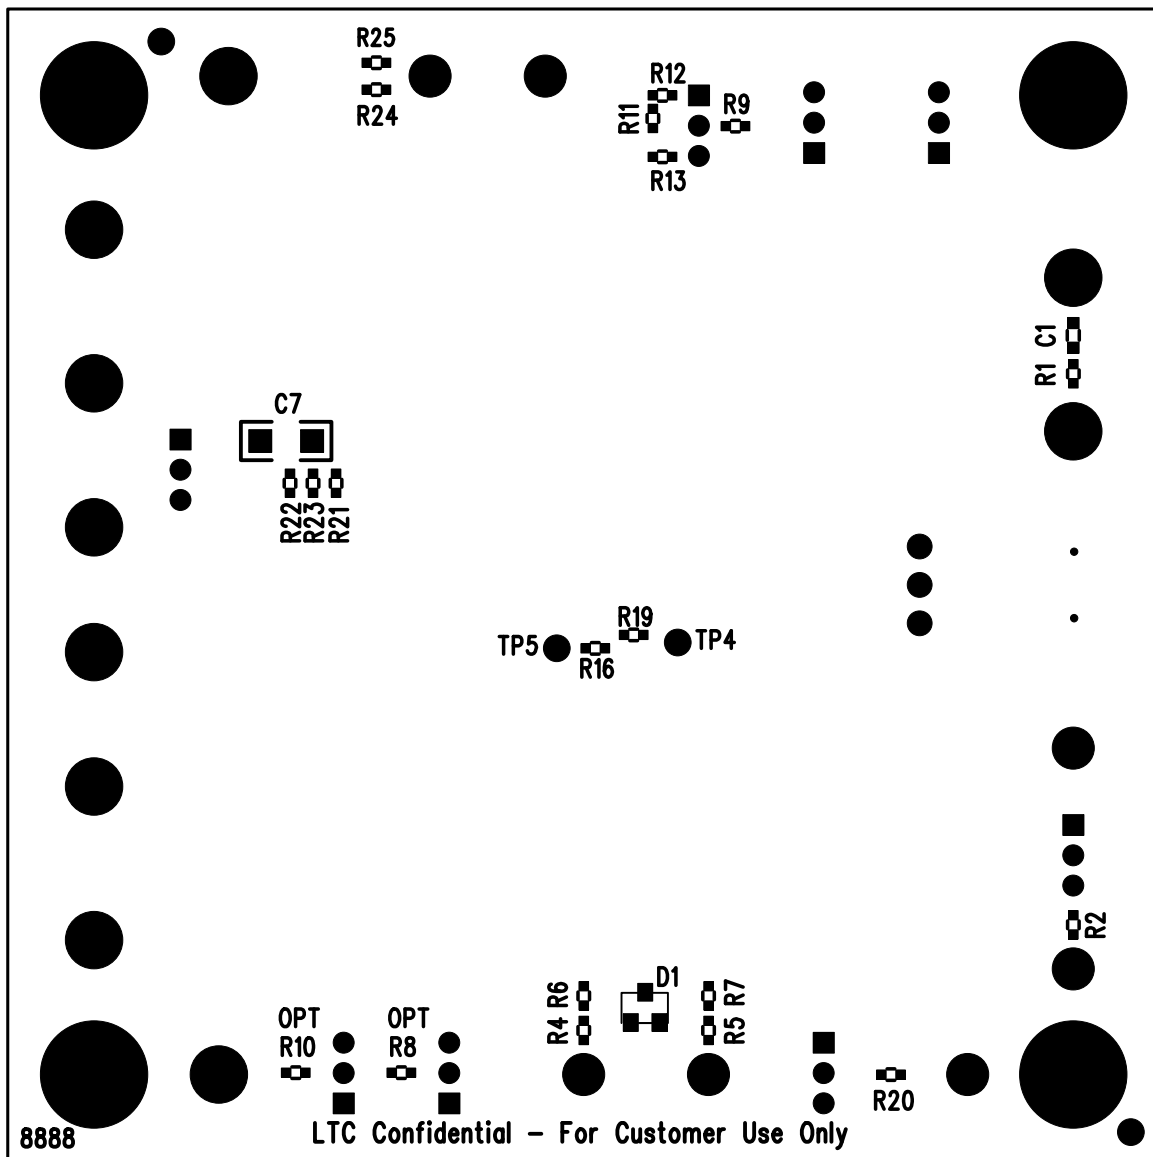 R25
R24
R12
R11
R9
R13
C1
R1
C7
R22
R23
R21
R19
TP5
TP4
R16
R2
D1
R6
R7
R4
R5
OPT
R10
OPT
R8
R20
8888
LTC Confidential - For Customer Use Only